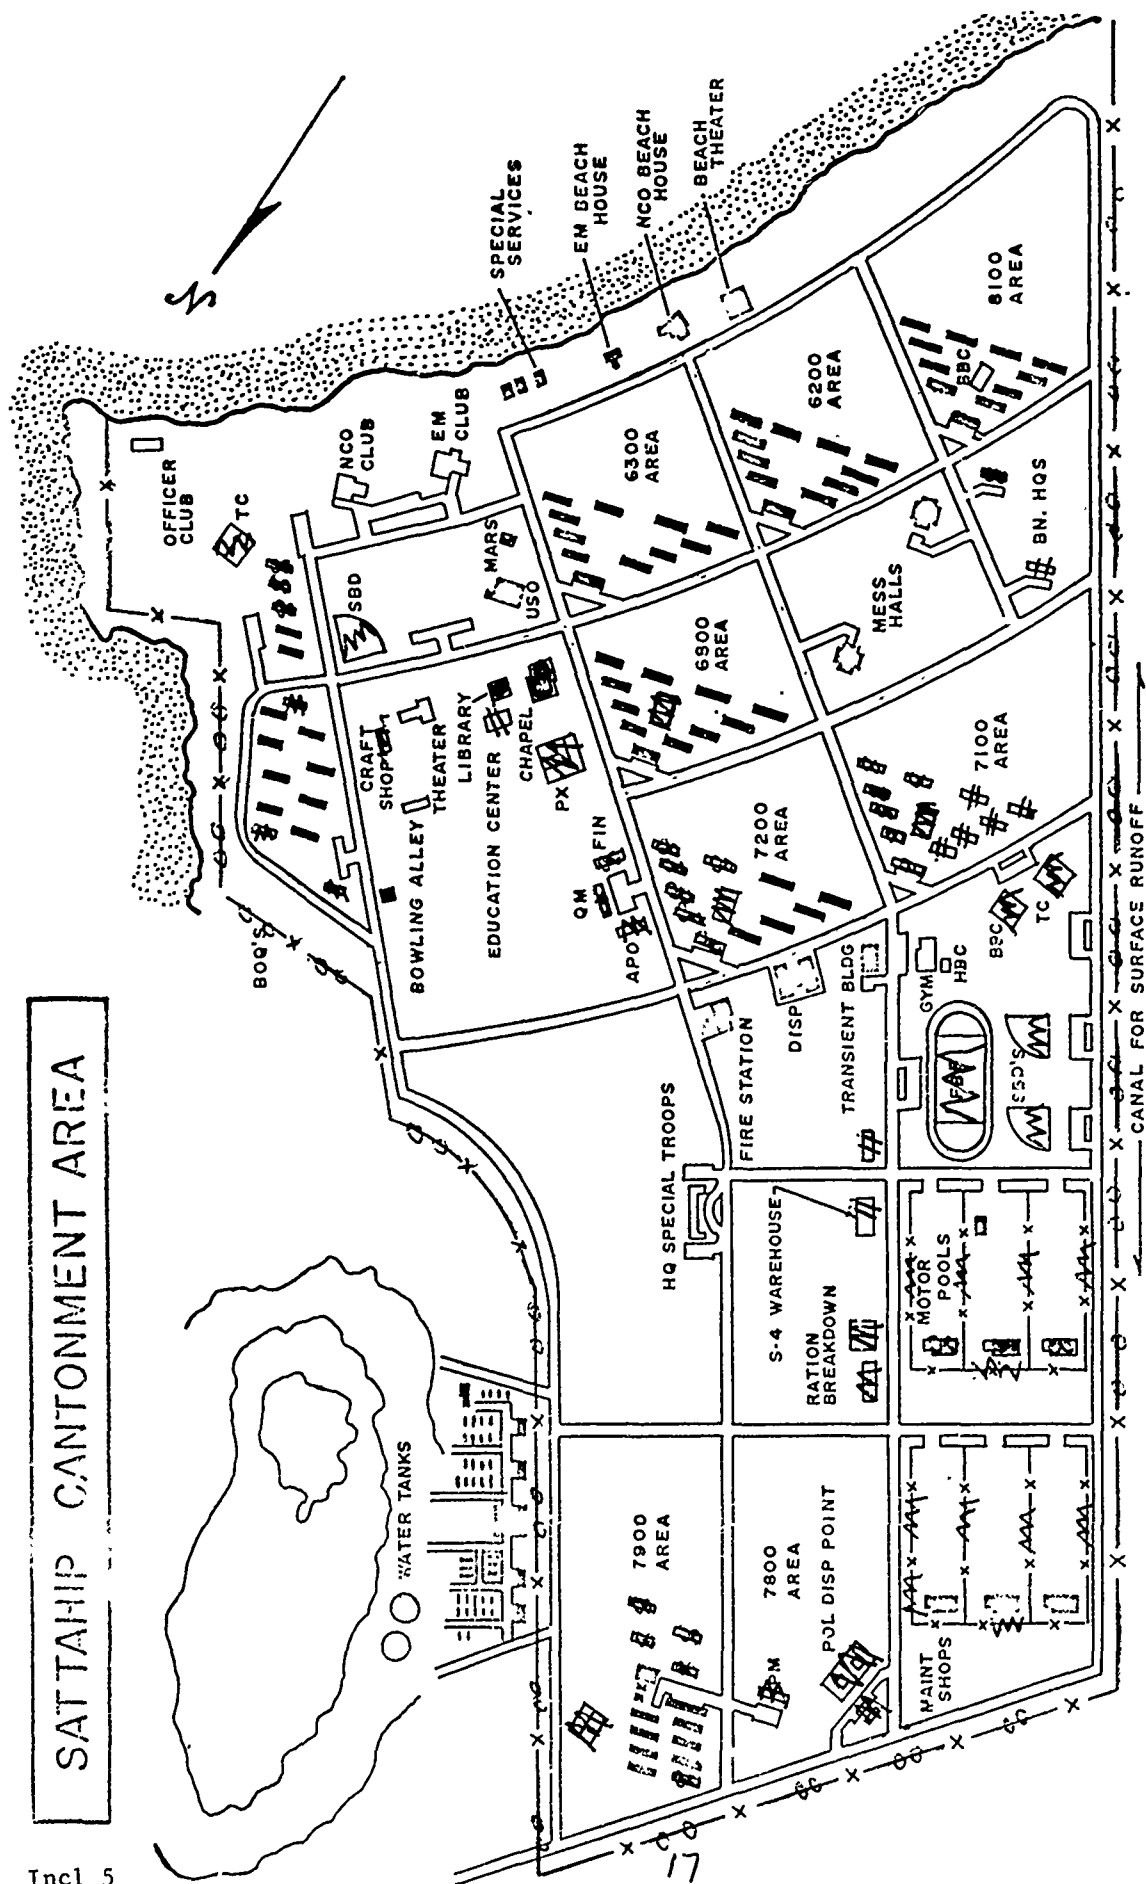 SATTAHIP CANTONMENT AREA
N
SPECIAL
SERVICES
EM BEACH
HOUSE
NCO BEACH
HOUSE
BEACH
THEATER
OFFICER
CLUB
TC
NCO
CLUB
EM
CLUB
SBD
MARS
USO
6300
AREA
6200
AREA
8100
AREA
SBC
BN. HQS
MESS
HALLS
6900
AREA
7100
AREA
7200
AREA
BOQ'S
CRAFT
SHOP
THEATER
LIBRARY
CHAPEL
PX
BOWLING ALLEY
EDUCATION CENTER
QM
FIN
APO
FIRE STATION
DISP
TRANSIENT BLDG
GYM
HBC
BBC
TC
HQ SPECIAL TROOPS
S-4 WAREHOUSE
RATION
BREAKDOWN
MOTOR
POOLS
WATER TANKS
7900
AREA
7800
AREA
POL DISP POINT
MAINT
SHOPS
CANAL FOR SURFACE RUNOFF
Incl 5
17